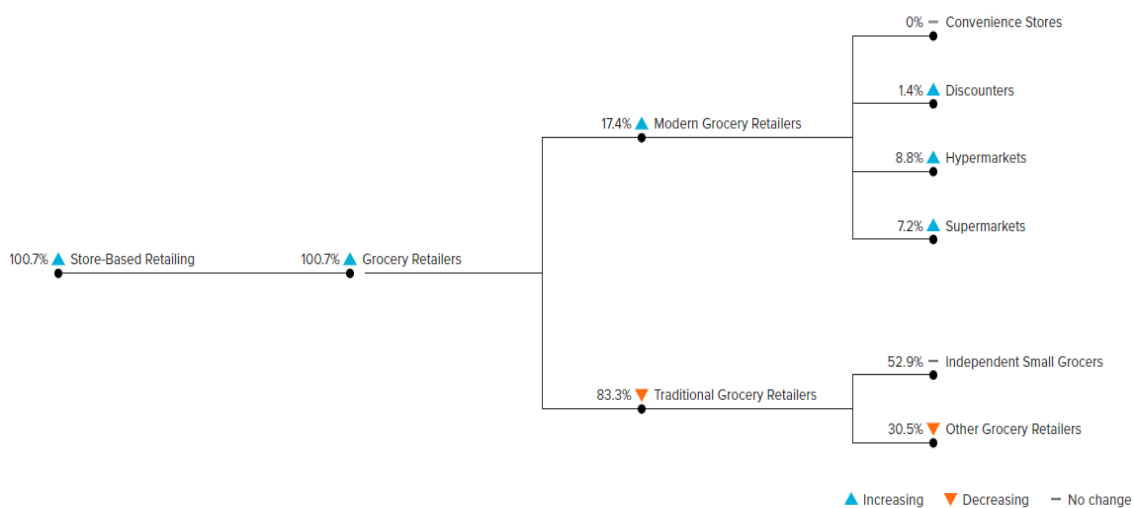 0% – Convenience Stores
1.4% ▲ Discounters
17.4% ▲ Modern Grocery Retailers
8.8% ▲ Hypermarkets
7.2% ▲ Supermarkets
100.7% ▲ Store-Based Retailing
100.7% ▲ Grocery Retailers
52.9% – Independent Small Grocers
83.3% ▼ Traditional Grocery Retailers
30.5% ▼ Other Grocery Retailers
▲ Increasing ▼ Decreasing – No change